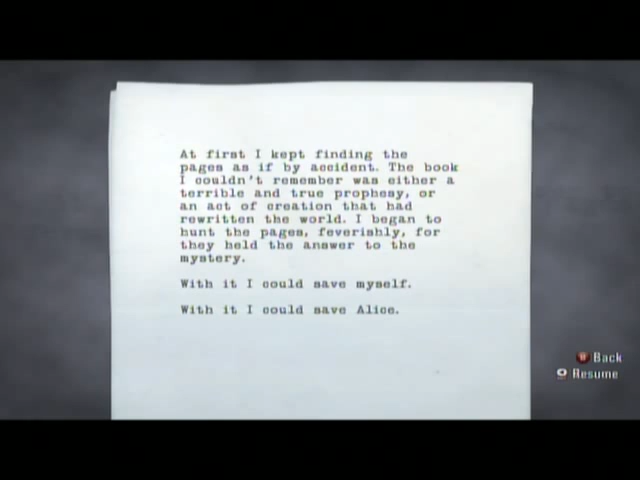 At first I kept finding the
pages as if by accident. The book
I couldn't remember was either a
terrible and true prophesy, or
an act of creation that had
rewritten the world. I began to
hunt the pages, feverishly, for
they held the answer to the
mystery.
With it I could save myself.
With it I could save Alice.
Back
Resume